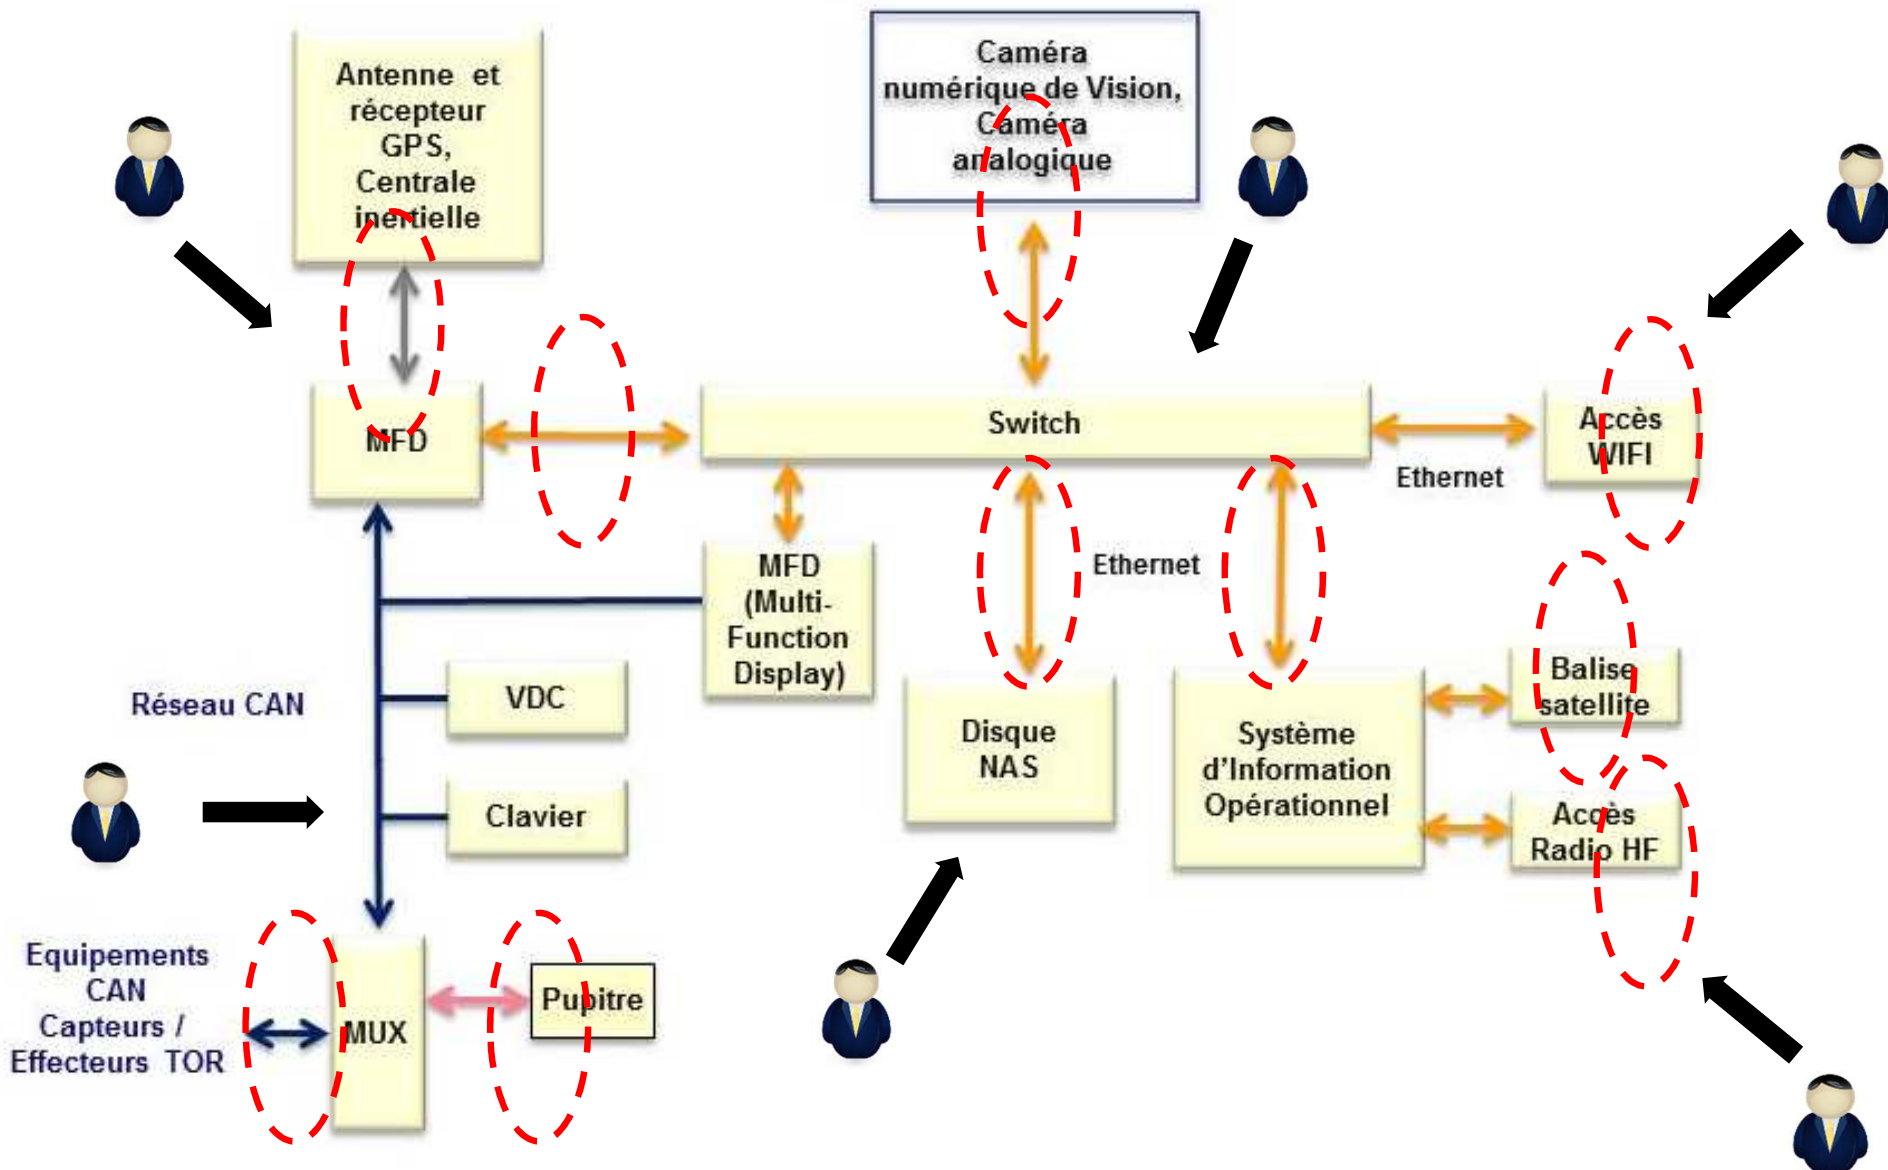 Antenne et
récepteur
GPS,
Centrale
inertielle
Caméra
numérique de Vision,
Caméra
analogique
MFD
Switch
Accès
WIFI
Ethernet
MFD
(Multi-
Function
Display)
Ethernet
Réseau CAN
VDC
Clavier
Disque
NAS
Système
d'Information
Opérationnel
Balise
satellite
Accès
Radio HF
Equipements
CAN
Capteurs /
Effecteurs TOR
MUX
Pupitre